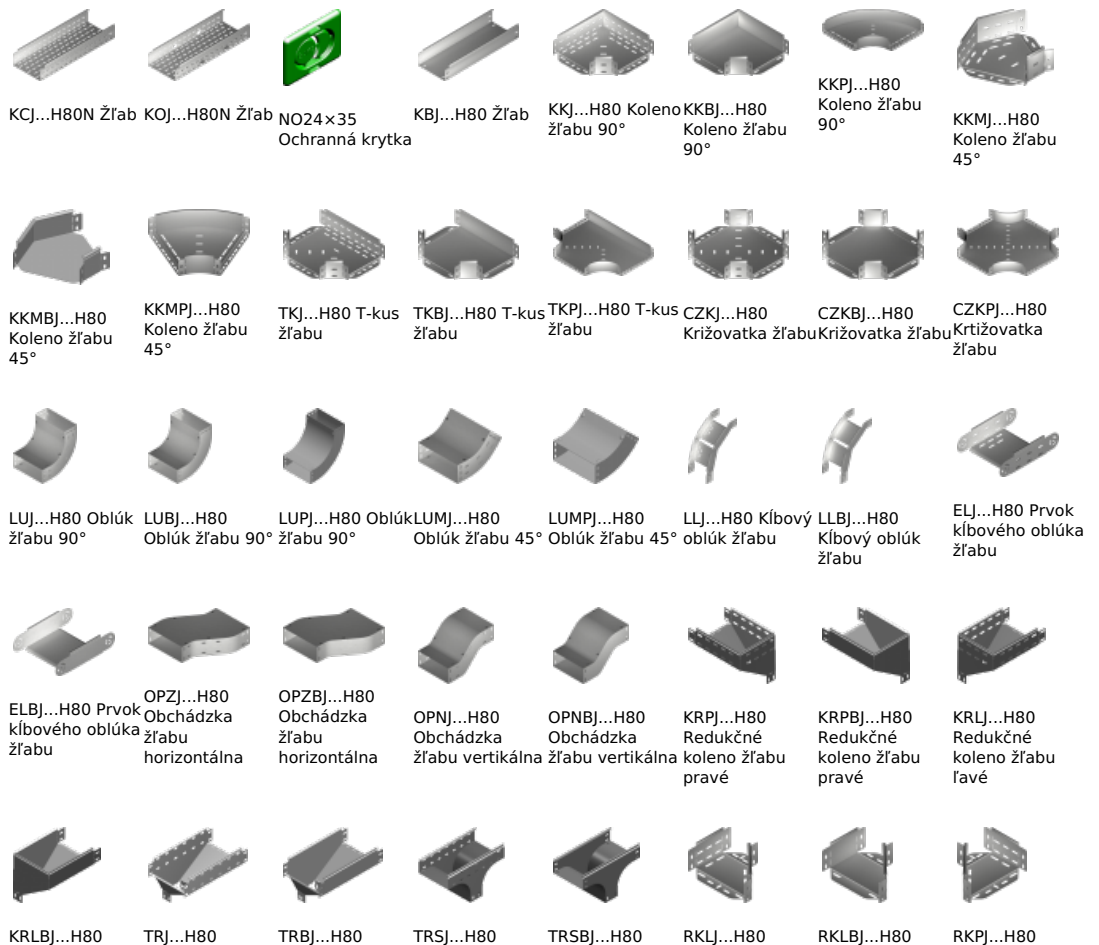 KCJ...H80N Žľab
KOJ...H80N Žľab
NO24×35
Ochranná krytka
KBJ...H80 Žľab
KKJ...H80 Koleno
žľabu 90°
KKBJ...H80
Koleno žľabu
90°
KKPJ...H80
Koleno žľabu
90°
KKMJ...H80
Koleno žľabu
45°
KKMBJ...H80
Koleno žľabu
45°
KKMPJ...H80
Koleno žľabu
45°
TKJ...H80 T-kus
žľabu
TKBJ...H80 T-kus
žľabu
TKPJ...H80 T-kus
žľabu
CZKJ...H80
Križovatka žľabu
CZKBJ...H80
Križovatka žľabu
CZKPJ...H80
Krtižovatka
žľabu
LUJ...H80 Oblúk
žľabu 90°
LUBJ...H80
Oblúk žľabu 90°
LUPJ...H80 Oblúk
žľabu 90°
LUMJ...H80
Oblúk žľabu 45°
LUMPJ...H80
Oblúk žľabu 45°
LLJ...H80 Kĺbový
oblúk žľabu
LLBJ...H80
Kĺbový oblúk
žľabu
ELJ...H80 Prvok
kĺbového oblúka
žľabu
ELBJ...H80 Prvok
kĺbového oblúka
žľabu
OPZJ...H80
Obchádzka
žľabu
horizontálna
OPZBJ...H80
Obchádzka
žľabu
horizontálna
OPNJ...H80
Obchádzka
žľabu vertikálna
OPNBJ...H80
Obchádzka
žľabu vertikálna
KRPJ...H80
Redukčné
koleno žľabu
pravé
KRPBJ...H80
Redukčné
koleno žľabu
pravé
KRLJ...H80
Redukčné
koleno žľabu
ľavé
KRLBJ...H80
TRJ...H80
TRBJ...H80
TRSJ...H80
TRSBJ...H80
RKLJ...H80
RKLBJ...H80
RKPJ...H80